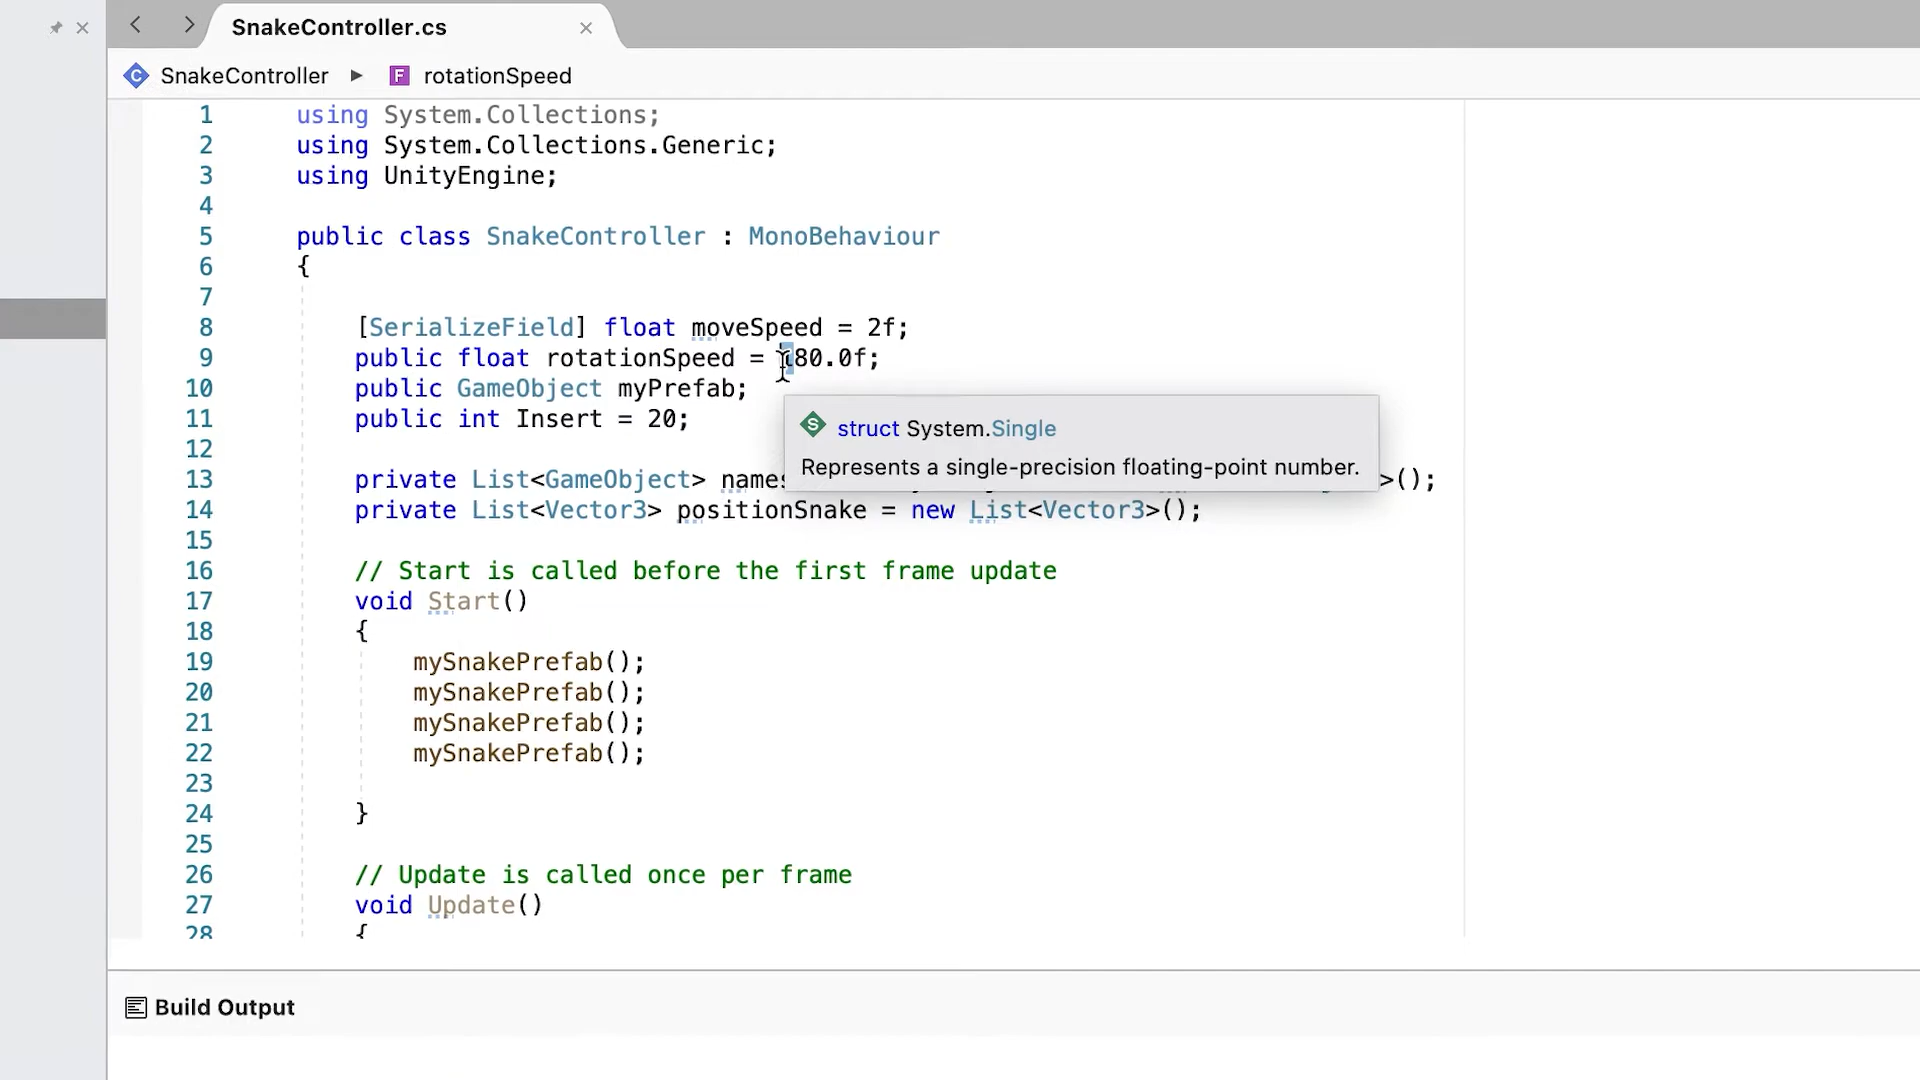 SnakeController.cs
SnakeController ▶ F rotationSpeed
1 using System.Collections;
2 using System.Collections.Generic;
3 using UnityEngine;
4
5 public class SnakeController : MonoBehaviour
6 {
7
8 [SerializeField] float moveSpeed = 2f;
9 public float rotationSpeed = 180.0f;
10 public GameObject myPrefab;
11 public int Insert = 20;
S struct System.Single
Represents a single-precision floating-point number.
12
13 private List<GameObject> names >();
14 private List<Vector3> positionSnake = new List<Vector3>();
15
16 // Start is called before the first frame update
17 void Start()
18 {
19 mySnakePrefab();
20 mySnakePrefab();
21 mySnakePrefab();
22 mySnakePrefab();
23
24 }
25
26 // Update is called once per frame
27 void Update()
28 {
Build Output